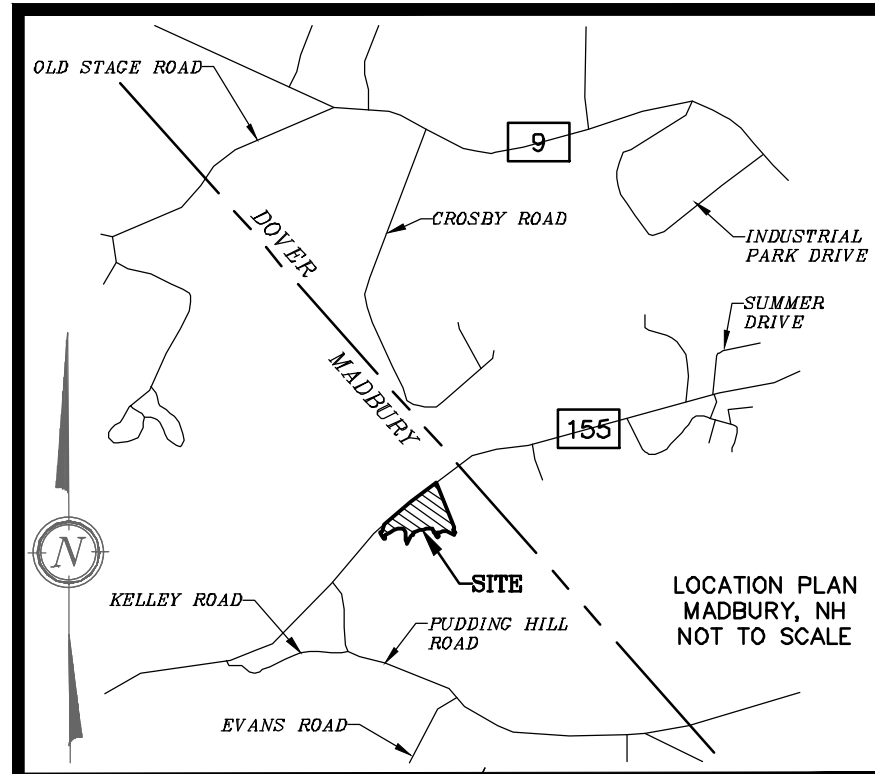 OLD STAGE ROAD
9
DOVER
CROSBY ROAD
INDUSTRIAL
PARK DRIVE
SUMMER
DRIVE
MADBURY
155
N
SITE
KELLEY ROAD
PUDDING HILL
ROAD
LOCATION PLAN
MADBURY, NH
NOT TO SCALE
EVANS ROAD